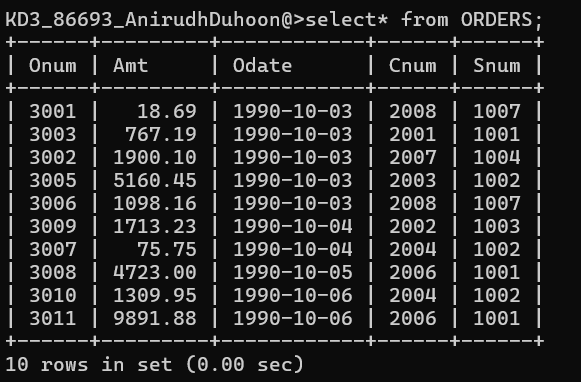 KD3_86693_AnirudhDuhoon@>select* from ORDERS;
+------+---------+------------+------+------+
| Onum | Amt     | Odate      | Cnum | Snum |
+------+---------+------------+------+------+
| 3001 |   18.69 | 1990-10-03 | 2008 | 1007 |
| 3003 |  767.19 | 1990-10-03 | 2001 | 1001 |
| 3002 | 1900.10 | 1990-10-03 | 2007 | 1004 |
| 3005 | 5160.45 | 1990-10-03 | 2003 | 1002 |
| 3006 | 1098.16 | 1990-10-03 | 2008 | 1007 |
| 3009 | 1713.23 | 1990-10-04 | 2002 | 1003 |
| 3007 |   75.75 | 1990-10-04 | 2004 | 1002 |
| 3008 | 4723.00 | 1990-10-05 | 2006 | 1001 |
| 3010 | 1309.95 | 1990-10-06 | 2004 | 1002 |
| 3011 | 9891.88 | 1990-10-06 | 2006 | 1001 |
+------+---------+------------+------+------+
10 rows in set (0.00 sec)